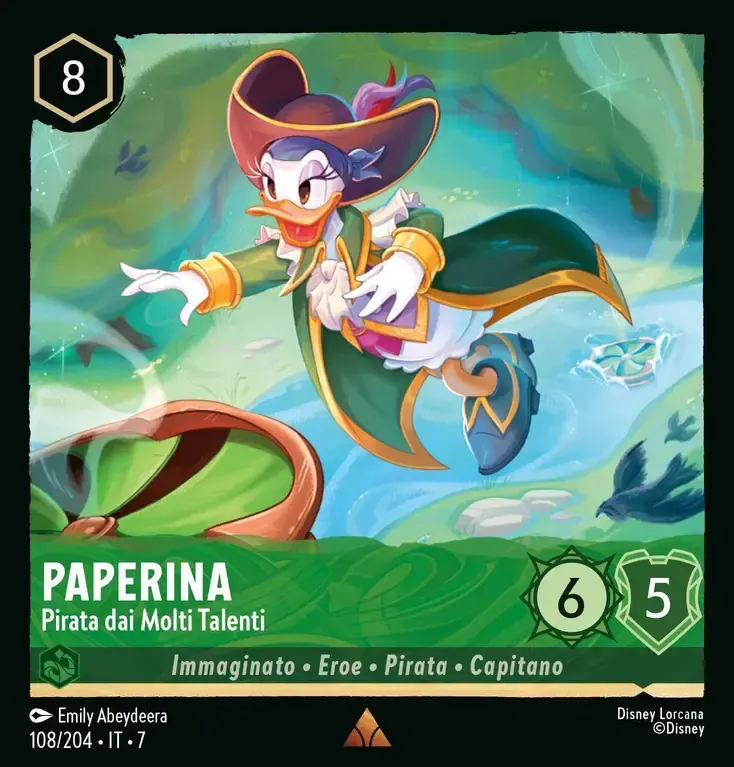 8
PAPERINA
Pirata dai Molti Talenti
6
5
Immaginato • Eroe • Pirata • Capitano
Emily Abeydeera
108/204 • IT • 7
Disney Lorcana
©Disney